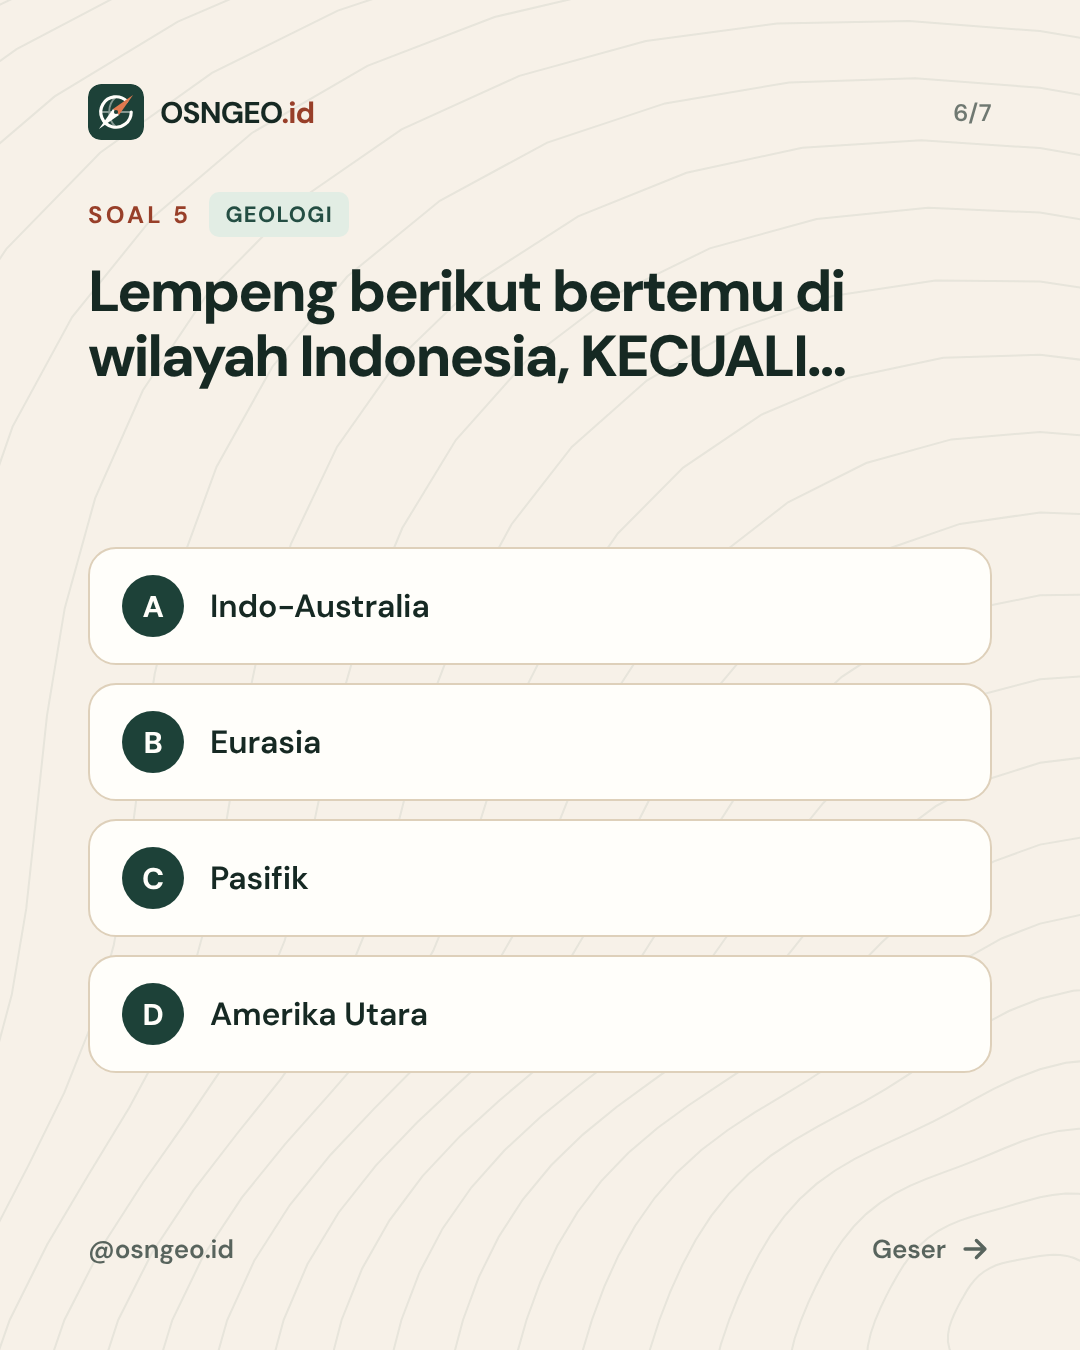 OSNGEO.id
6/7
SOAL 5
GEOLOGI
Lempeng berikut bertemu di
wilayah Indonesia, KECUALI...
A Indo-Australia
B Eurasia
C Pasifik
D Amerika Utara
@osngeo.id
Geser →